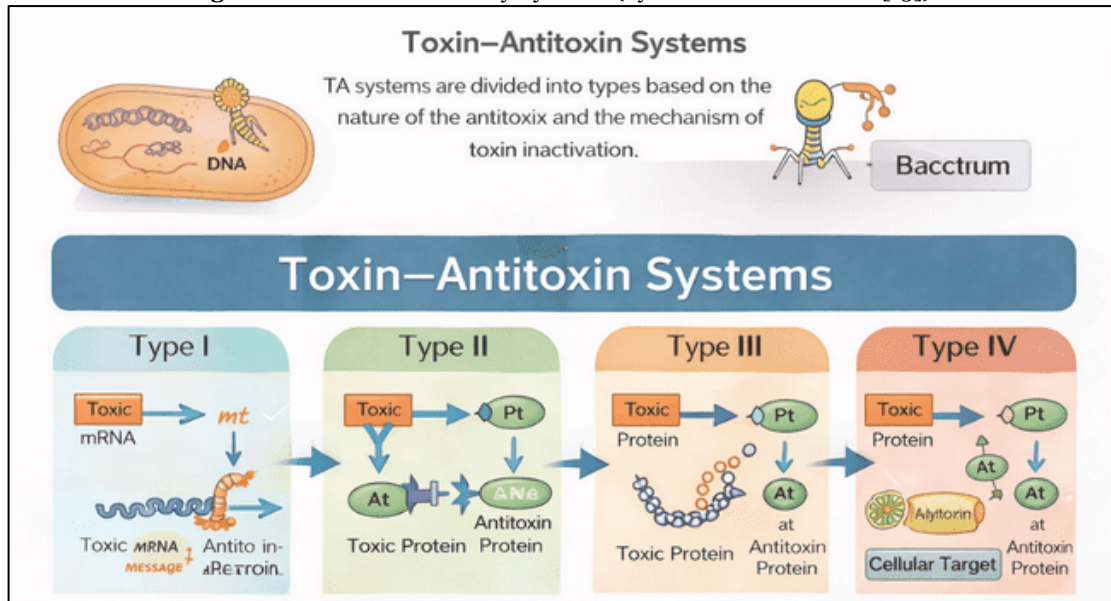 Toxin–Antitoxin Systems
TA systems are divided into types based on the
nature of the antitoxix and the mechanism of
toxin inactivation.
DNA
Bacctrum
Toxin–Antitoxin Systems
Type I
Toxic
mRNA
mt
Toxic MRNA
MESSAGE
Antito in-
Type II
Toxic
Pt
At
Toxic Protein
Antitoxin
Protein
Type III
Toxic
Protein
Pt
At
at
Toxic Protein
Antitoxin
Protein
Type IV
Toxic
Protein
Pt
At
At
at
Cellular Target
Antitoxin
Protein